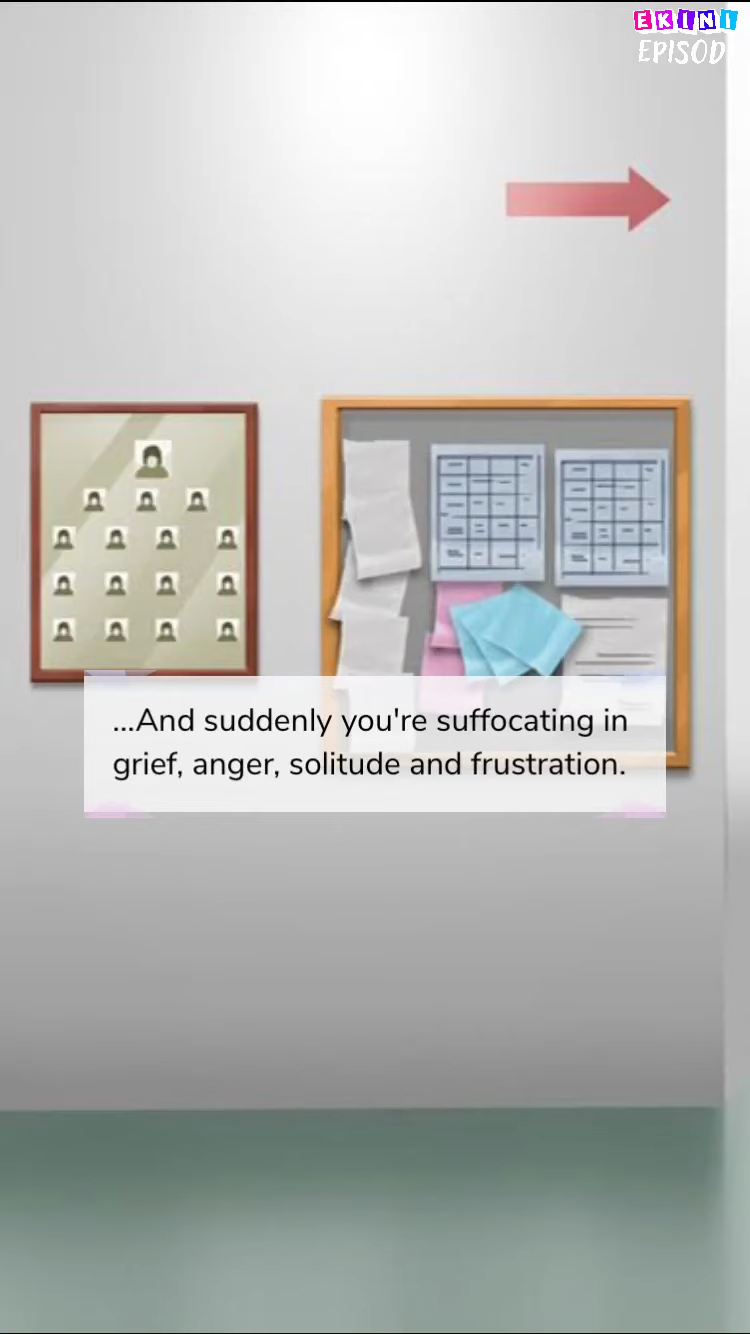 EKINI
EPISOD
...And suddenly you're suffocating in
grief, anger, solitude and frustration.